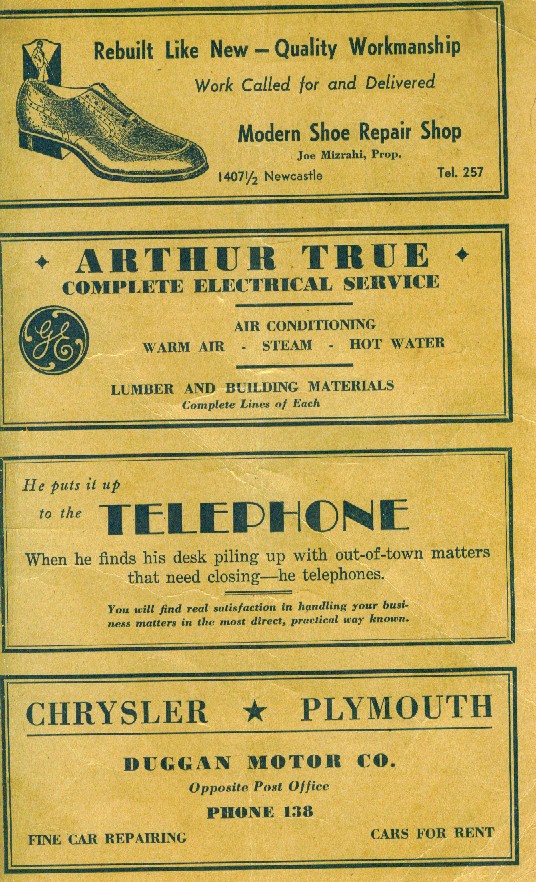 Rebuilt Like New — Quality Workmanship
Work Called for and Delivered
Modern Shoe Repair Shop
Joe Mizrahi, Prop.
1407½ Newcastle Tel. 257
ARTHUR TRUE
COMPLETE ELECTRICAL SERVICE
GE
AIR CONDITIONING
WARM AIR - STEAM - HOT WATER
LUMBER AND BUILDING MATERIALS
Complete Lines of Each
He puts it up
to the TELEPHONE
When he finds his desk piling up with out-of-town matters
that need closing—he telephones.
You will find real satisfaction in handling your busi-
ness matters in the most direct, practical way known.
CHRYSLER ★ PLYMOUTH
DUGGAN MOTOR CO.
Opposite Post Office
PHONE 138
FINE CAR REPAIRING CARS FOR RENT